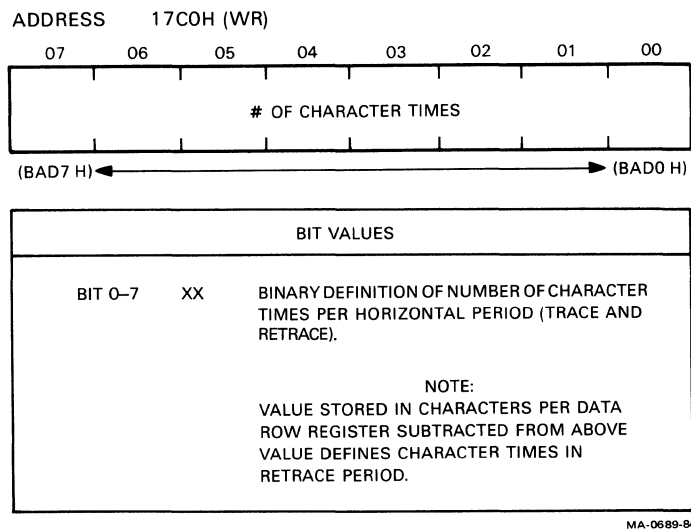 ADDRESS 17C0H (WR)
07 06 05 04 03 02 01 00
# OF CHARACTER TIMES
(BAD7 H) (BAD0 H)
BIT VALUES
BIT 0–7 XX BINARY DEFINITION OF NUMBER OF CHARACTER
TIMES PER HORIZONTAL PERIOD (TRACE AND
RETRACE).
NOTE:
VALUE STORED IN CHARACTERS PER DATA
ROW REGISTER SUBTRACTED FROM ABOVE
VALUE DEFINES CHARACTER TIMES IN
RETRACE PERIOD.